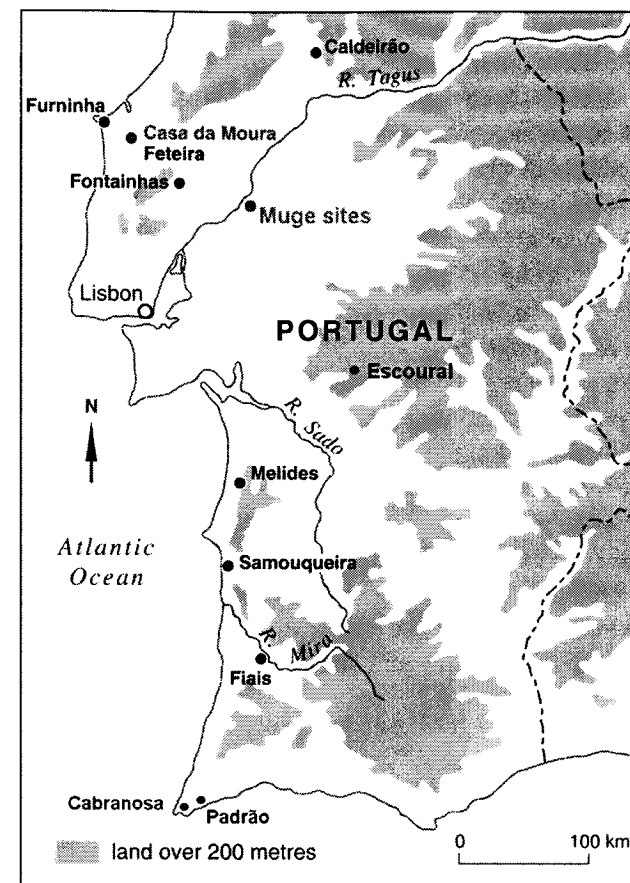 Caldeirão
R. Tagus
Furninha
Casa da Moura
Feteira
Fontainhas
Muge sites
Lisbon
PORTUGAL
Escoural
N
R. Sado
Melides
Atlantic
Ocean
Samouqueira
R. Mira
Fiais
Cabranosa
Padrão
land over 200 metres
0 100 km